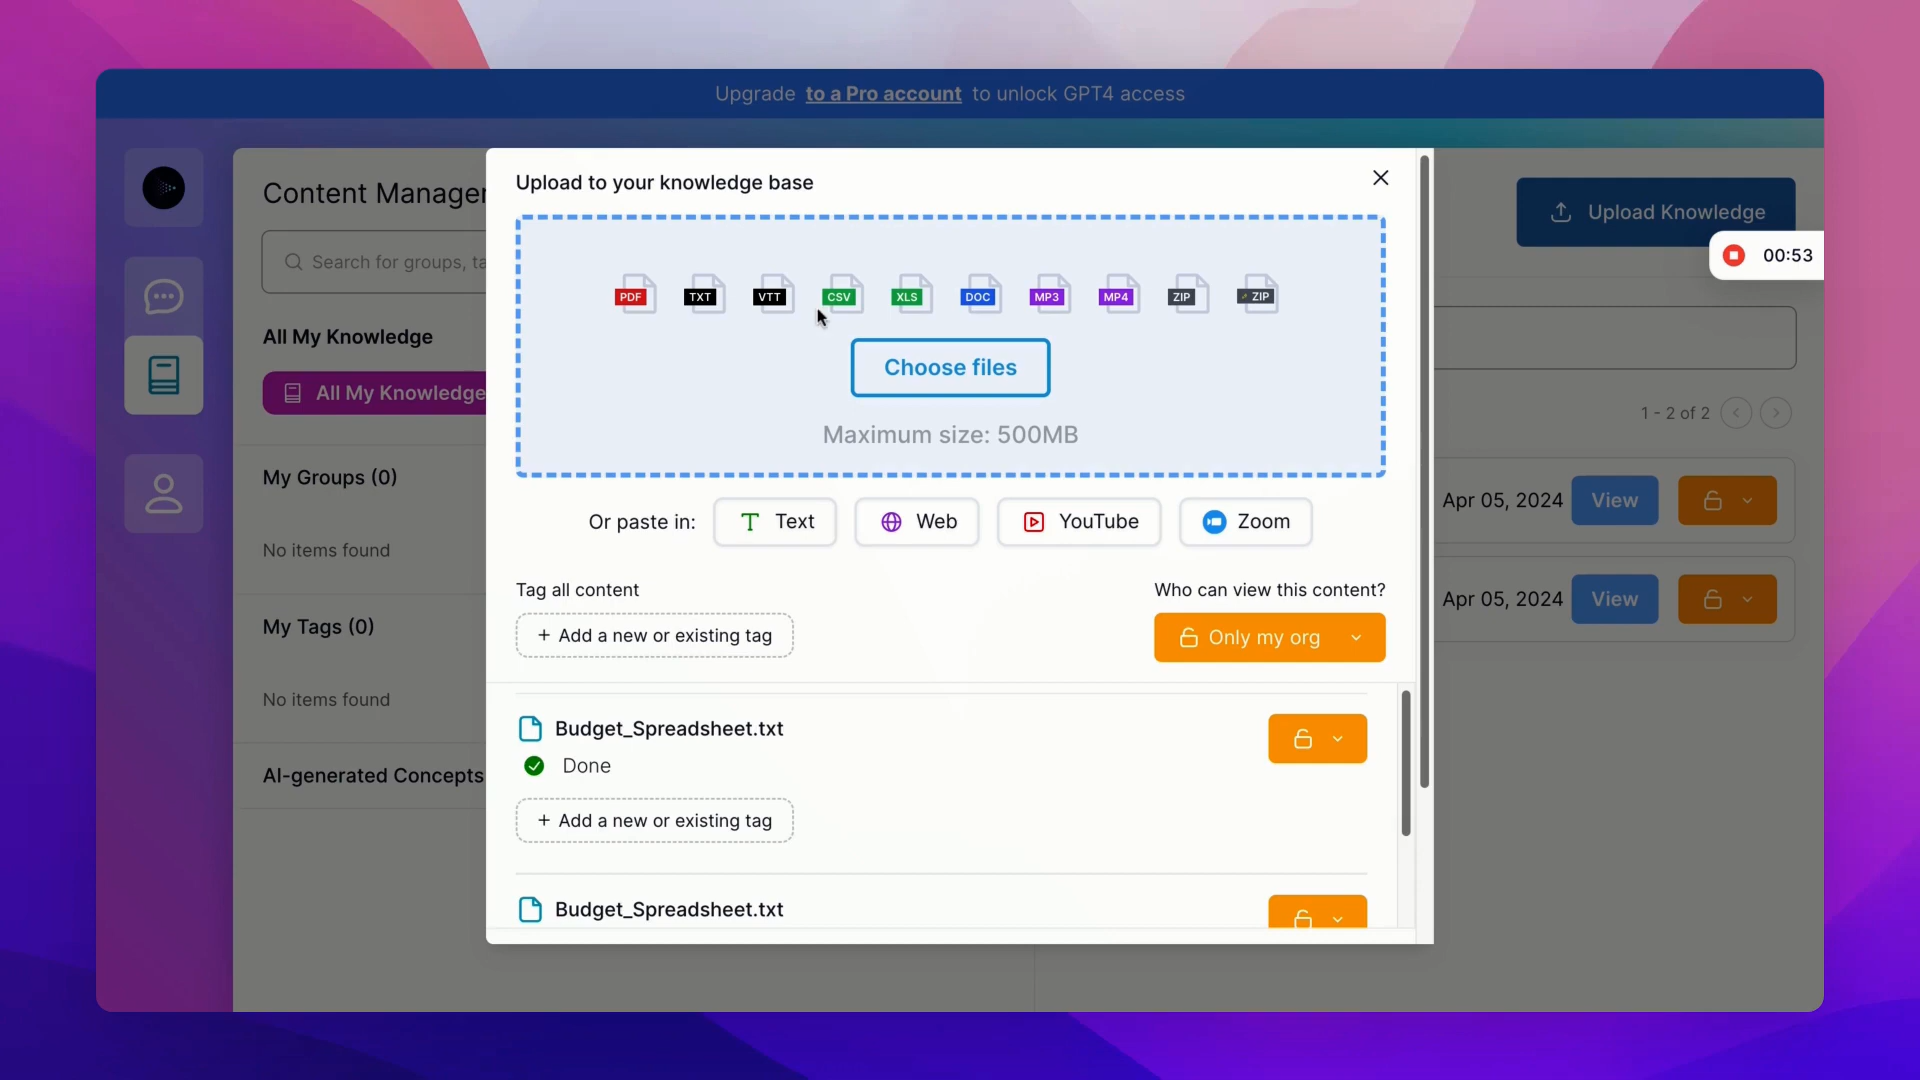 Upgrade to a Pro account to unlock GPT4 access
Content Manager
Search for groups, ta
All My Knowledge
All My Knowledge
My Groups (0)
No items found
My Tags (0)
No items found
AI-generated Concepts
Upload to your knowledge base
PDF TXT VTT CSV XLS DOC MP3 MP4 ZIP ZIP
Choose files
Maximum size: 500MB
Or paste in: Text Web YouTube Zoom
Tag all content
+ Add a new or existing tag
Who can view this content?
Only my org
Budget_Spreadsheet.txt
Done
+ Add a new or existing tag
Budget_Spreadsheet.txt
Upload Knowledge
00:53
1 - 2 of 2
Apr 05, 2024 View
Apr 05, 2024 View